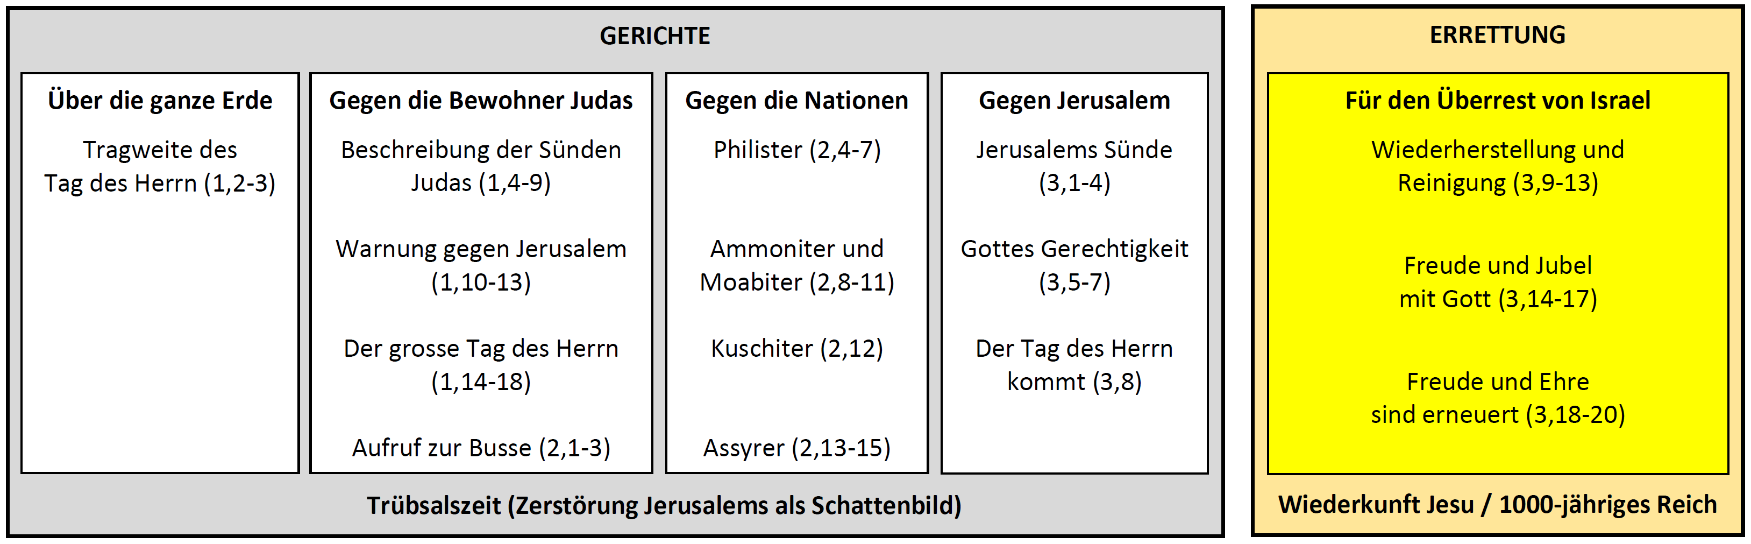 GERICHTE
Über die ganze Erde
Tragweite des
Tag des Herrn (1,2-3)
Gegen die Bewohner Judas
Beschreibung der Sünden
Judas (1,4-9)
Warnung gegen Jerusalem
(1,10-13)
Der grosse Tag des Herrn
(1,14-18)
Aufruf zur Busse (2,1-3)
Gegen die Nationen
Philister (2,4-7)
Ammoniter und
Moabiter (2,8-11)
Kuschiter (2,12)
Assyrer (2,13-15)
Gegen Jerusalem
Jerusalems Sünde
(3,1-4)
Gottes Gerechtigkeit
(3,5-7)
Der Tag des Herrn
kommt (3,8)
Trübsalszeit (Zerstörung Jerusalems als Schattenbild)
ERRETTUNG
Für den Überrest von Israel
Wiederherstellung und
Reinigung (3,9-13)
Freude und Jubel
mit Gott (3,14-17)
Freude und Ehre
sind erneuert (3,18-20)
Wiederkunft Jesu / 1000-jähriges Reich